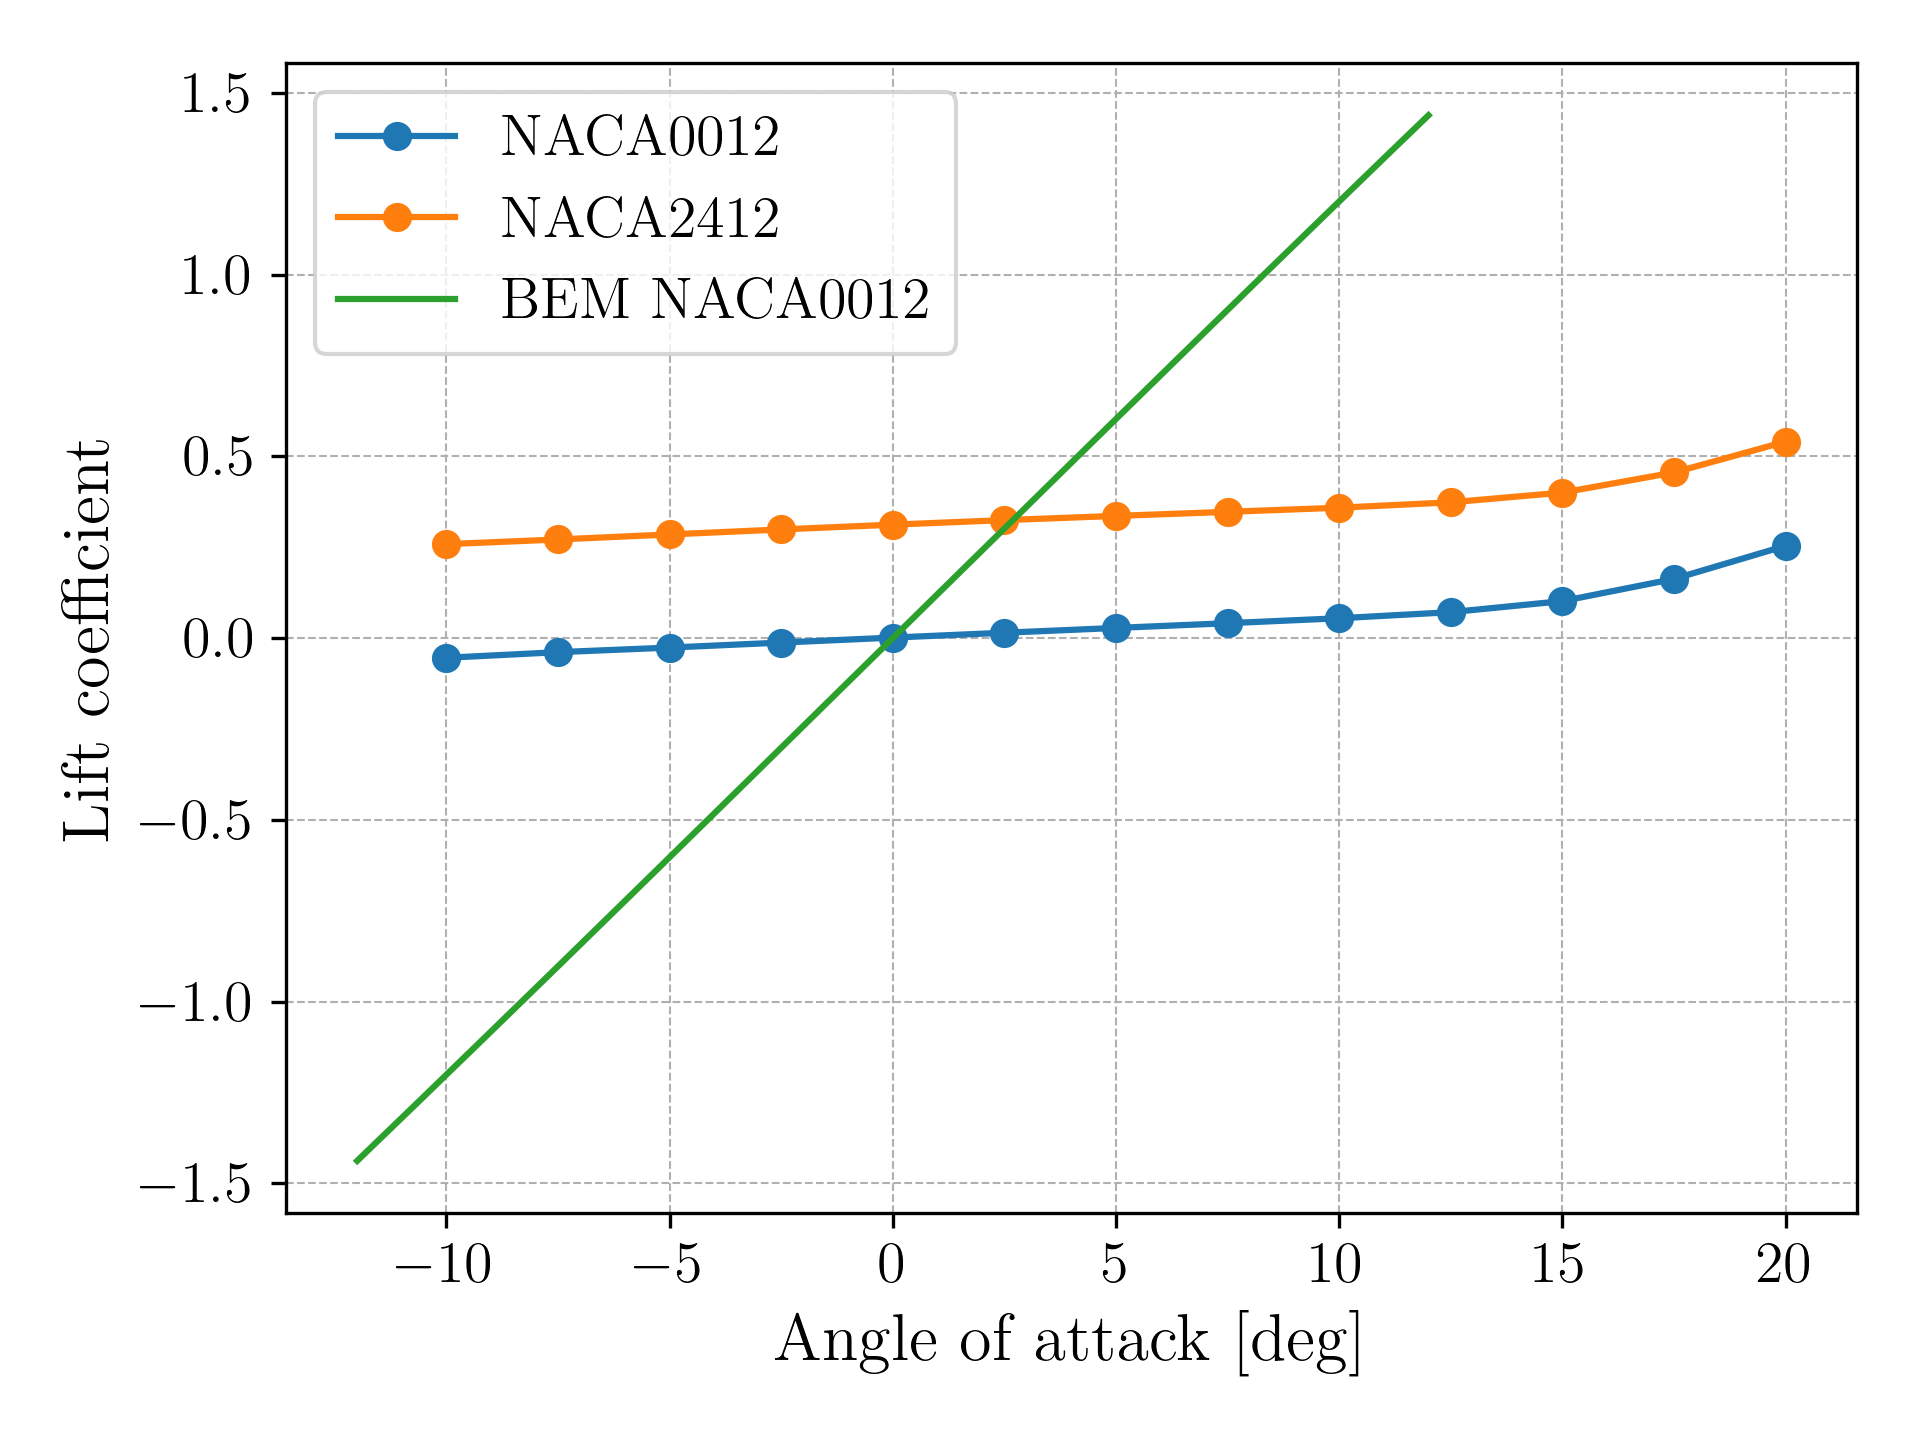 NACA0012
NACA2412
BEM NACA0012
1.5
1.0
0.5
0.0
−0.5
−1.0
−1.5
Lift coefficient
−10 −5 0 5 10 15 20
Angle of attack [deg]